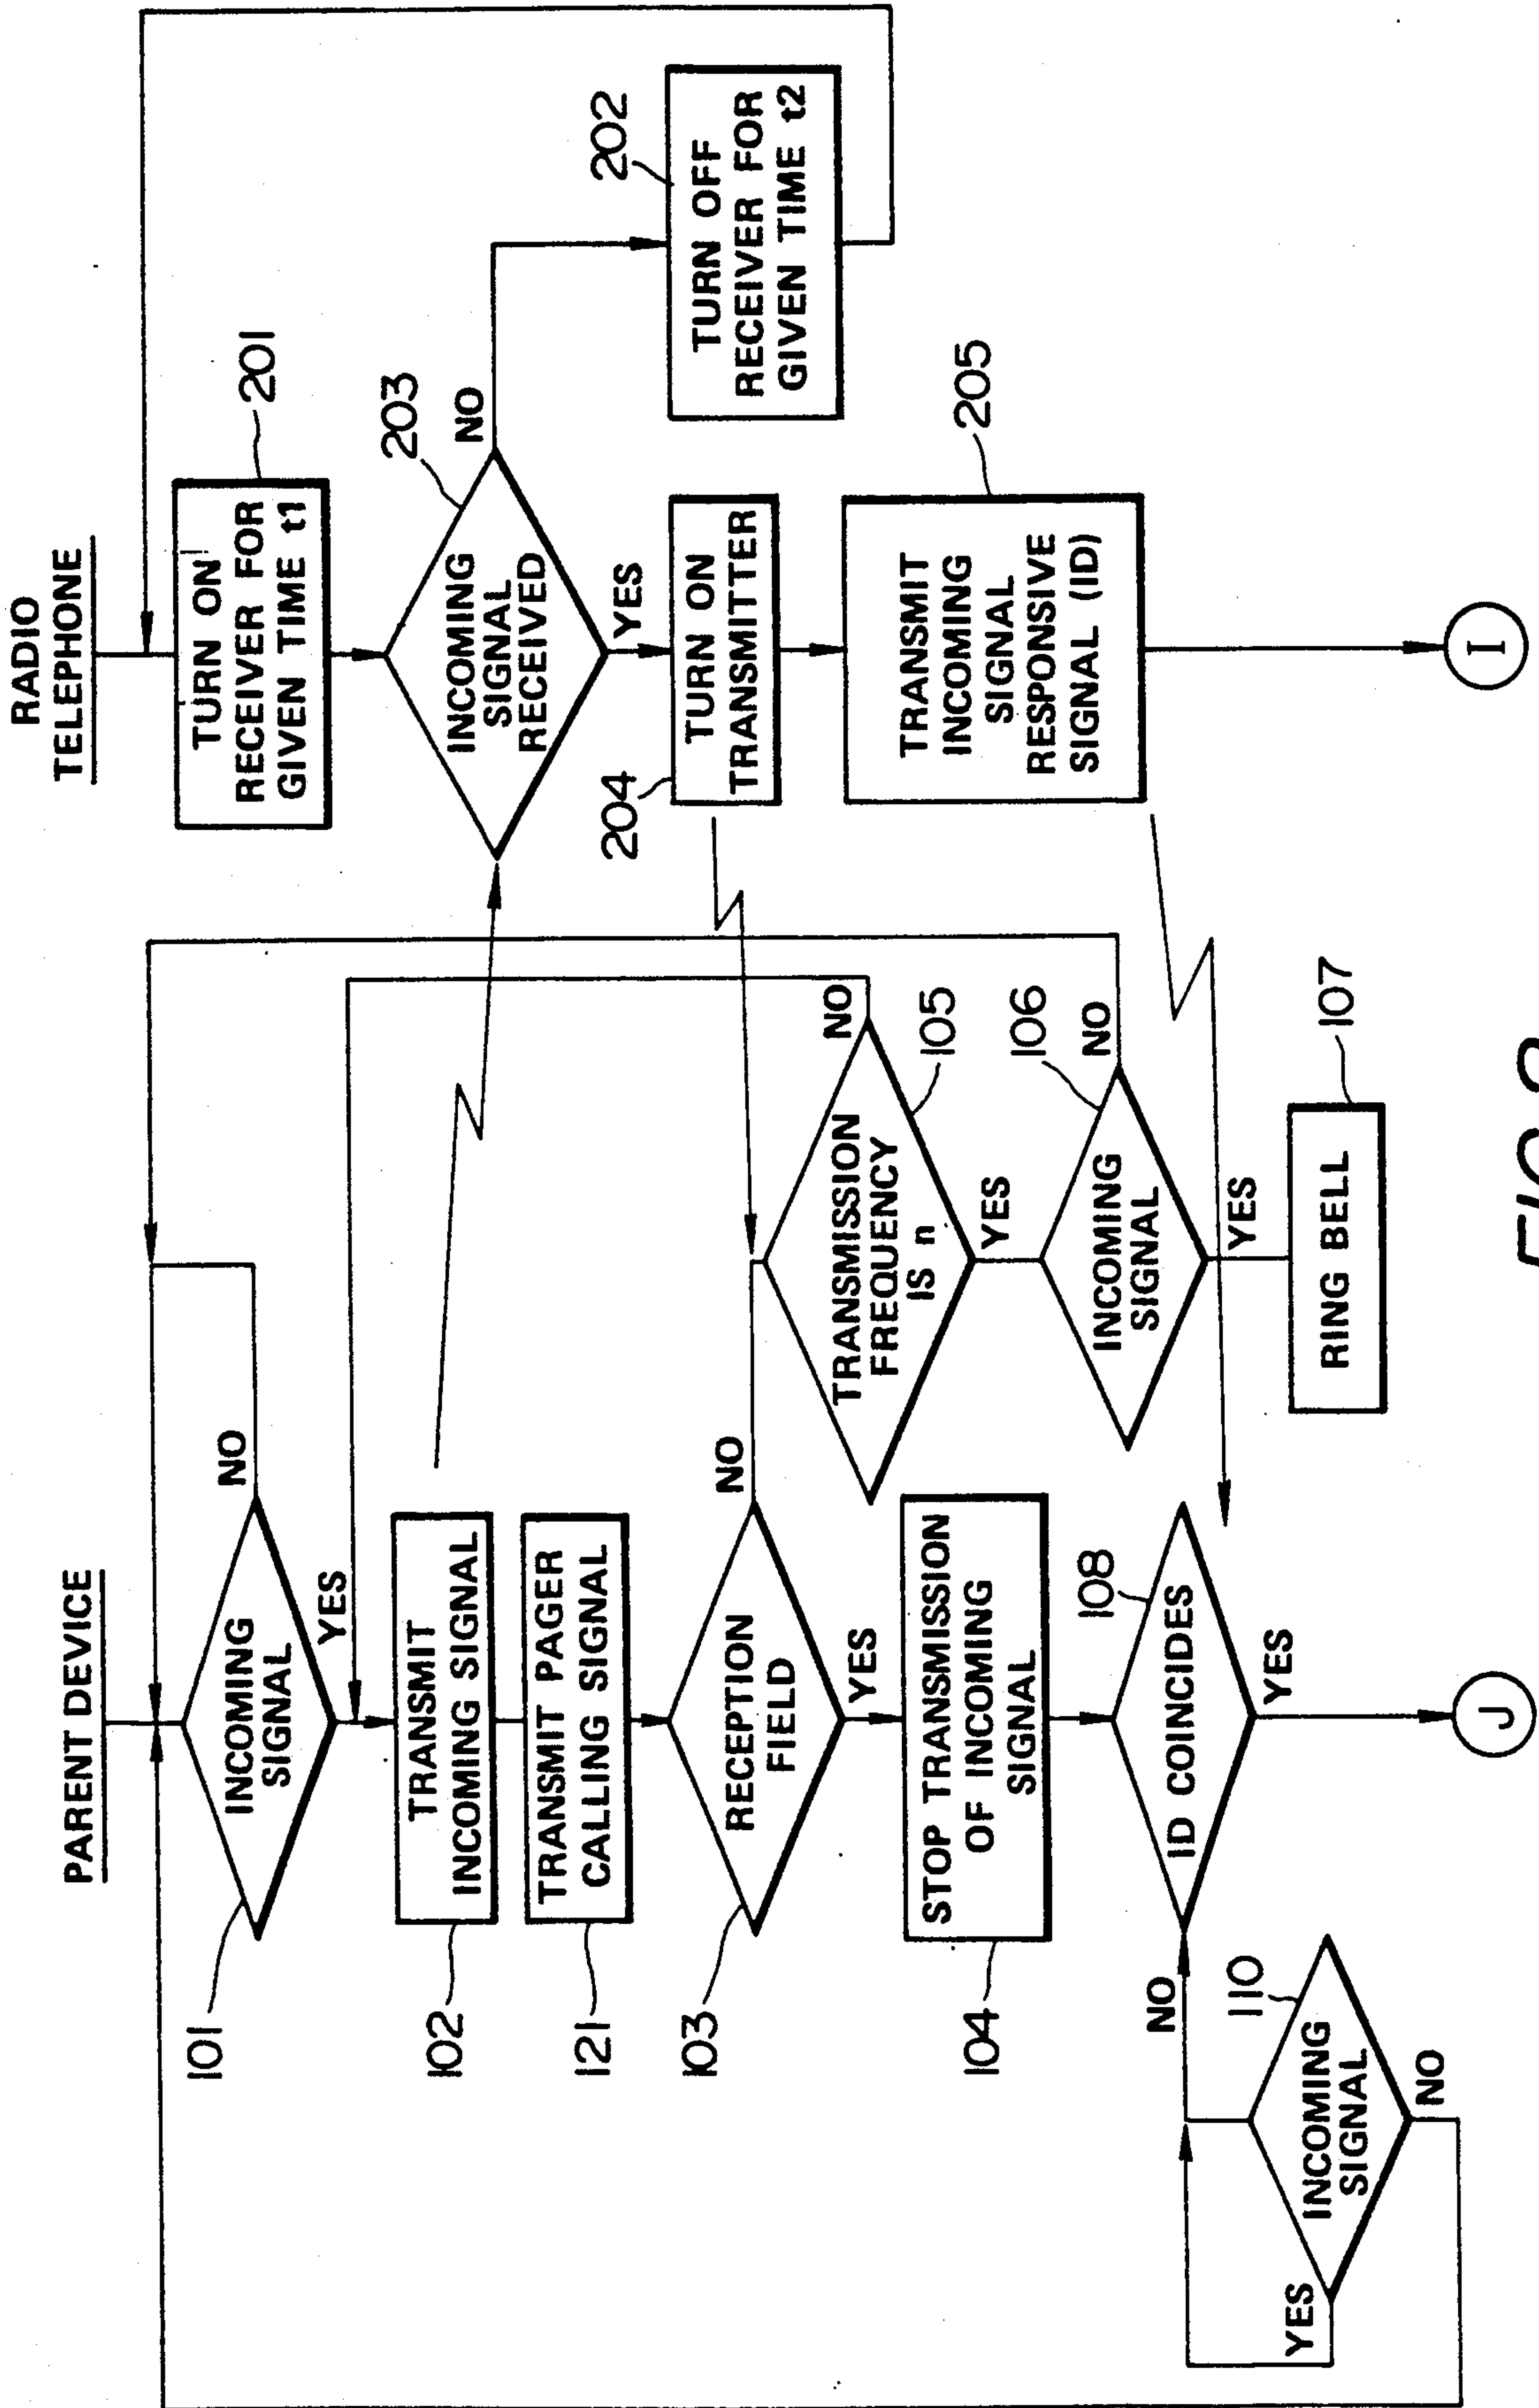 PARENT DEVICE
101
INCOMING
SIGNAL
NO
YES
102
TRANSMIT
INCOMING SIGNAL
121
TRANSMIT PAGER
CALLING SIGNAL
103
RECEPTION
FIELD
NO
YES
104
STOP TRANSMISSION
OF INCOMING
SIGNAL
108
ID COINCIDES
NO
YES
J
110
INCOMING
SIGNAL
YES
NO
TRANSMISSION
FREQUENCY
IS n
105
NO
YES
106
INCOMING
SIGNAL
NO
YES
107
RING BELL
RADIO
TELEPHONE
201
TURN ON
RECEIVER FOR
GIVEN TIME t1
203
INCOMING
SIGNAL
RECEIVED
NO
YES
202
TURN OFF
RECEIVER FOR
GIVEN TIME t2
204
TURN ON
TRANSMITTER
205
TRANSMIT
INCOMING
SIGNAL
RESPONSIVE
SIGNAL (ID)
I